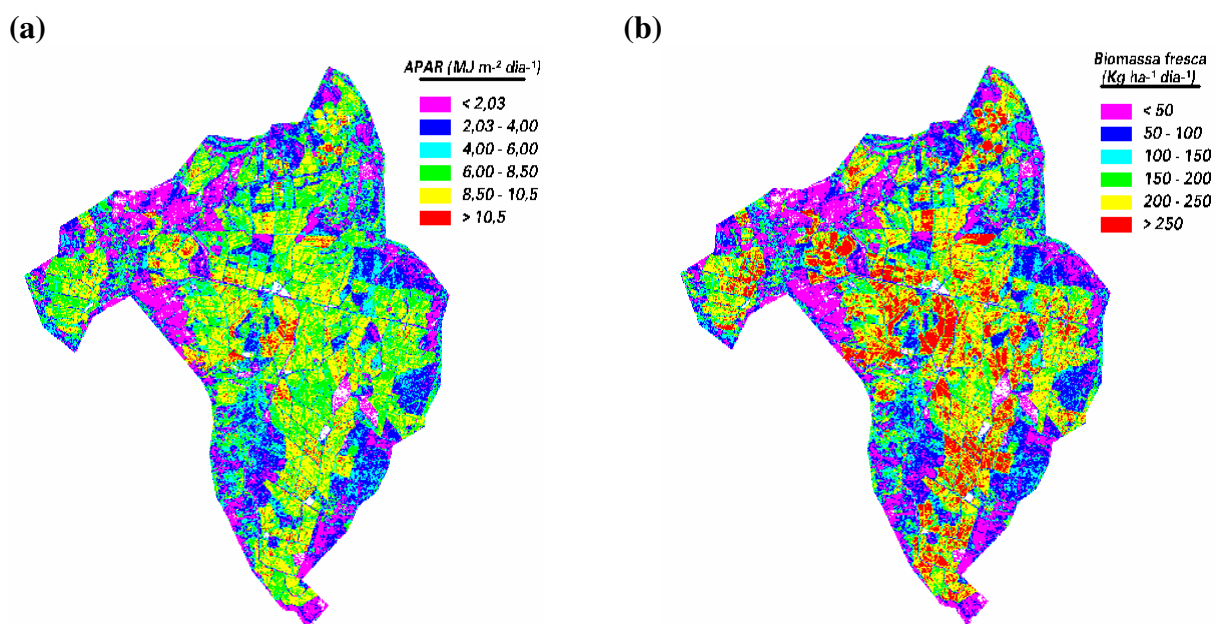 (a)
APAR (MJ m-² dia-¹)
< 2,03
2,03 - 4,00
4,00 - 6,00
6,00 - 8,50
8,50 - 10,5
> 10,5
(b)
Biomassa fresca
(Kg ha-¹ dia-¹)
< 50
50 - 100
100 - 150
150 - 200
200 - 250
> 250